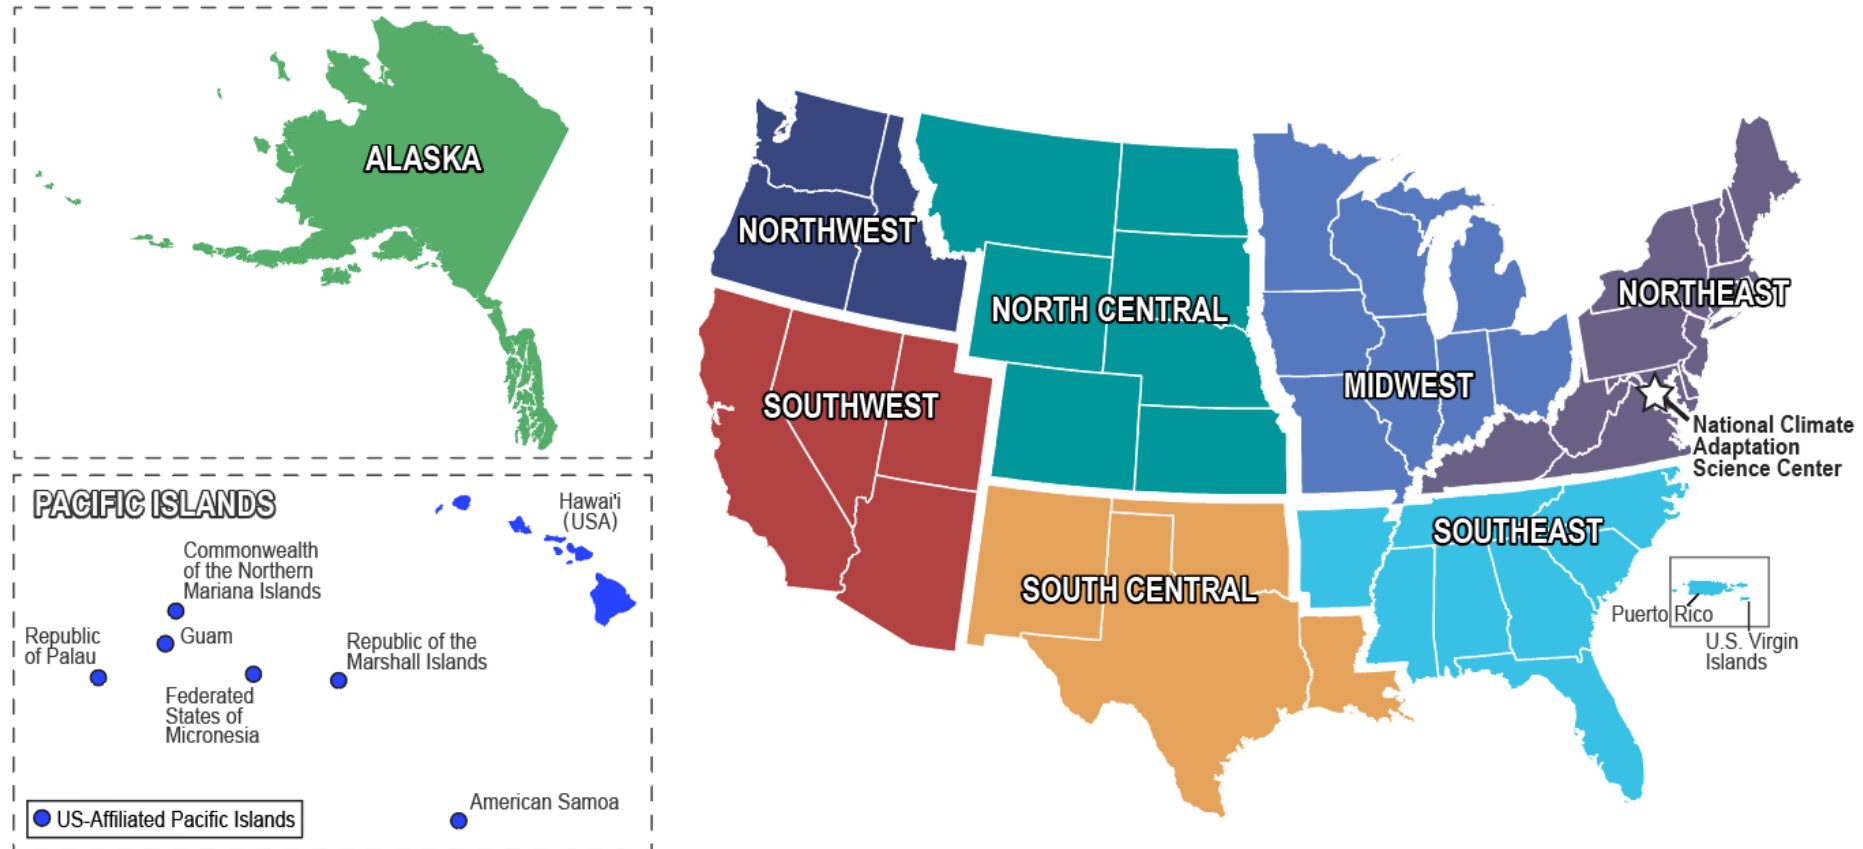 ALASKA
PACIFIC ISLANDS
Hawai'i
(USA)
Commonwealth
of the Northern
Mariana Islands
Guam
Republic
of Palau
Republic of the
Marshall Islands
Federated
States of
Micronesia
American Samoa
US-Affiliated Pacific Islands
NORTHWEST
NORTH CENTRAL
SOUTHWEST
MIDWEST
NORTHEAST
National Climate
Adaptation
Science Center
SOUTHEAST
SOUTH CENTRAL
Puerto Rico
U.S. Virgin
Islands